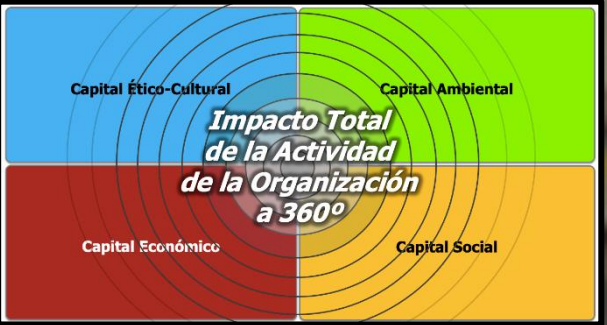 Capital Ético-Cultural
Capital Ambiental
Impacto Total
de la Actividad
de la Organización
a 360º
Capital Económico
Capital Social